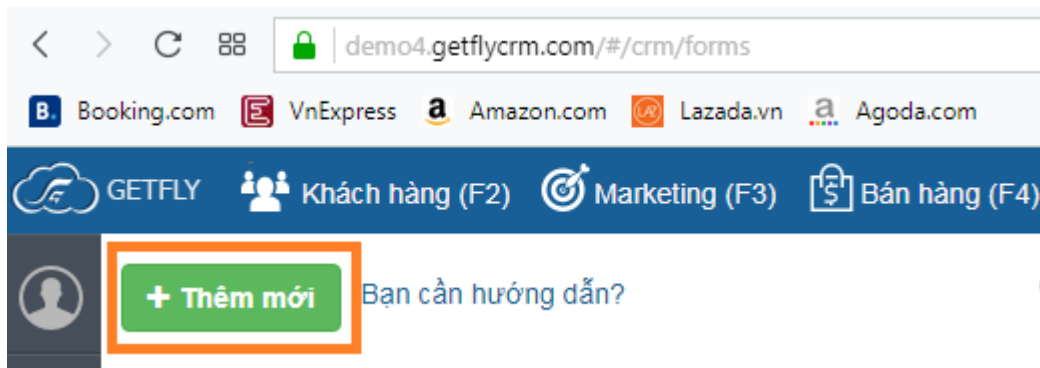 demo4.getflycrm.com/#/crm/forms
B. Booking.com E VnExpress a Amazon.com Lazada.vn a Agoda.com
GETFLY Khách hàng (F2) Marketing (F3) Bán hàng (F4)
+ Thêm mới Bạn cần hướng dẫn?